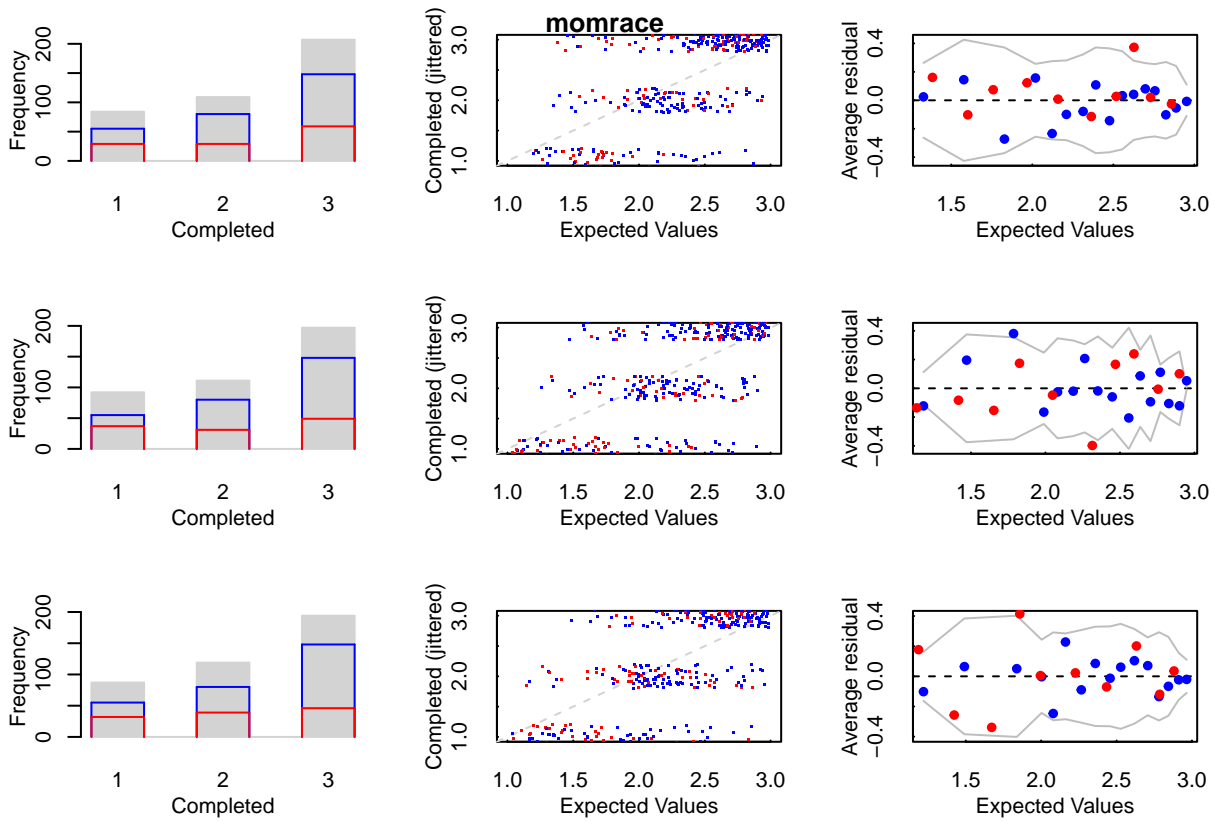 momrace
Frequency
0
100
200
1 2 3
Completed
Completed (jittered)
1.0
2.0
3.0
1.0 1.5 2.0 2.5 3.0
Expected Values
Average residual
−0.4
0.0
0.4
1.5 2.0 2.5 3.0
Expected Values
Frequency
0
100
200
1 2 3
Completed
Completed (jittered)
1.0
2.0
3.0
1.0 1.5 2.0 2.5 3.0
Expected Values
Average residual
−0.4
0.0
0.4
1.5 2.0 2.5 3.0
Expected Values
Frequency
0
100
200
1 2 3
Completed
Completed (jittered)
1.0
2.0
3.0
1.0 1.5 2.0 2.5 3.0
Expected Values
Average residual
−0.4
0.0
0.4
1.5 2.0 2.5 3.0
Expected Values